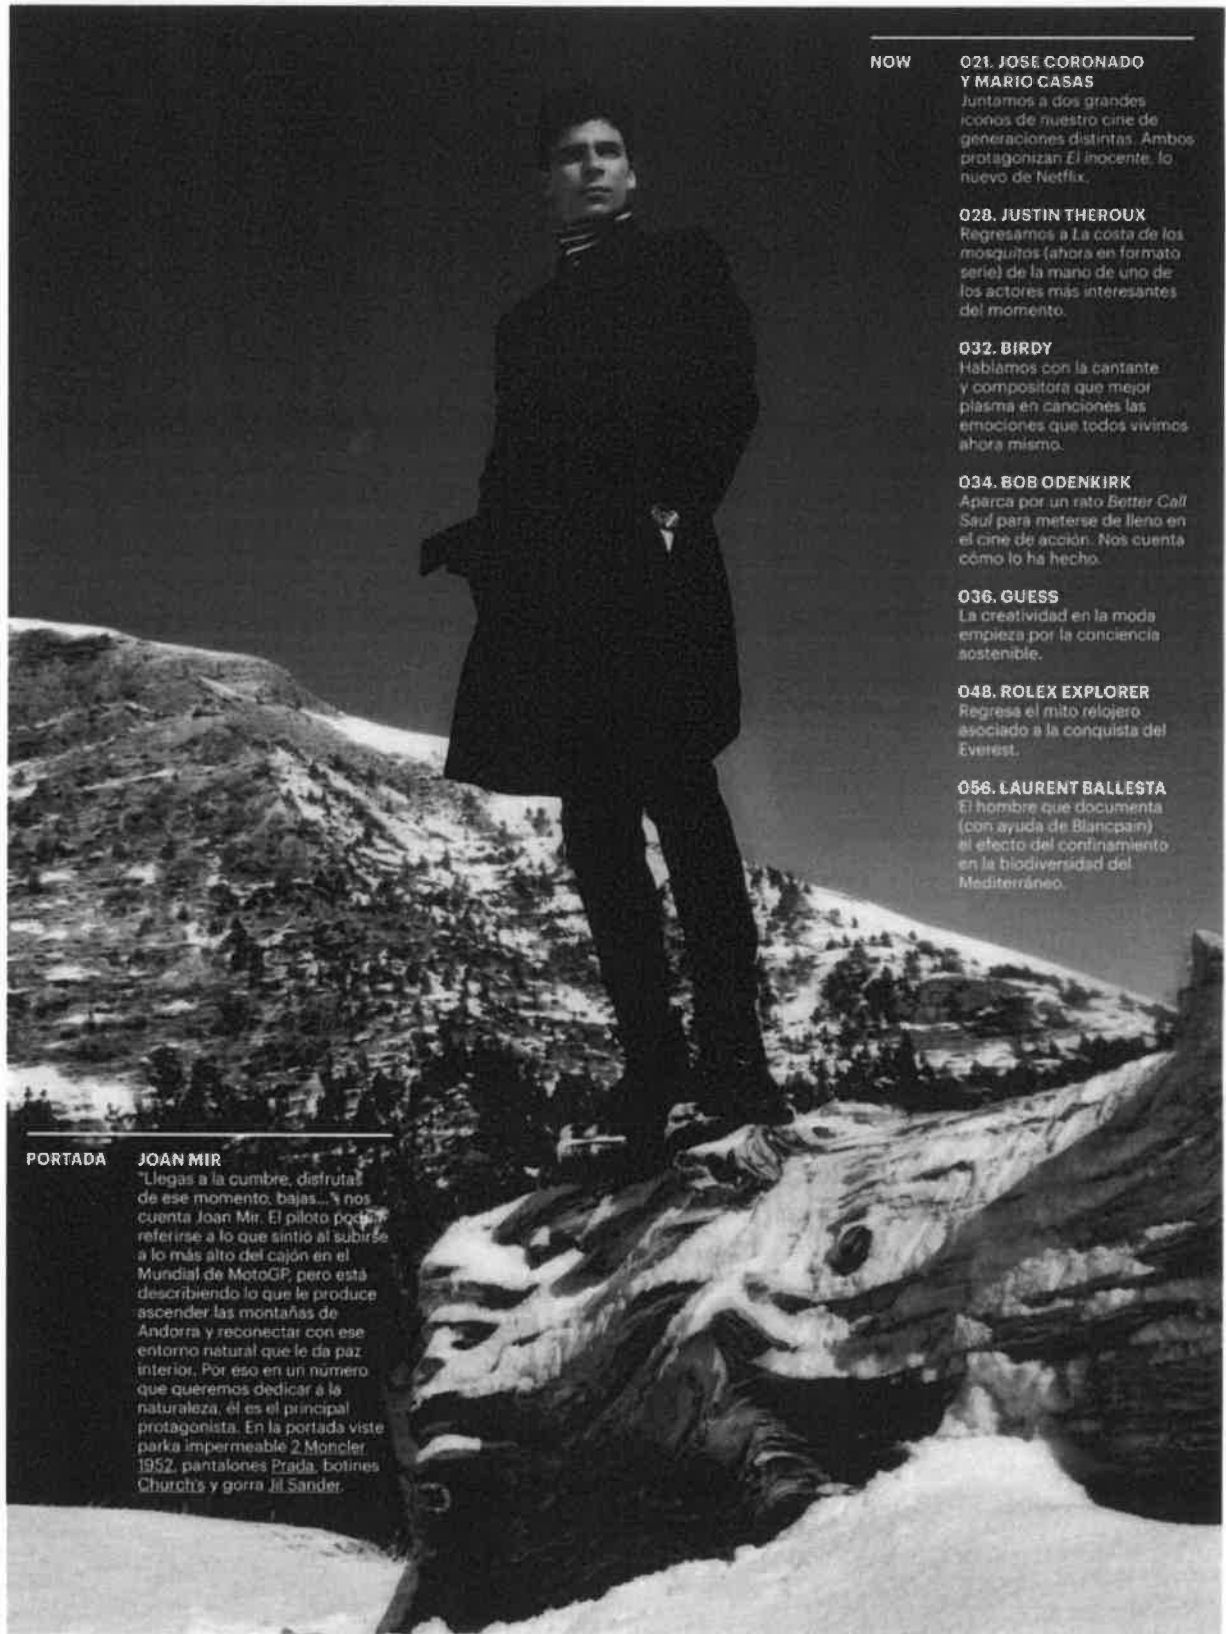 NOW
021. JOSE CORONADO
Y MARIO CASAS
Juntamos a dos grandes
iconos de nuestro cine de
generaciones distintas. Ambos
protagonizan El inocente, lo
nuevo de Netflix.
028. JUSTIN THEROUX
Regresamos a La costa de los
mosquitos (ahora en formato
serie) de la mano de uno de
los actores más interesantes
del momento.
032. BIRDY
Hablamos con la cantante
y compositora que mejor
plasma en canciones las
emociones que todos vivimos
ahora mismo.
034. BOB ODENKIRK
Aparca por un rato Better Call
Saul para meterse de lleno en
el cine de acción. Nos cuenta
cómo lo ha hecho.
036. GUESS
La creatividad en la moda
empieza por la conciencia
sostenible.
048. ROLEX EXPLORER
Regresa el mito relojero
asociado a la conquista del
Everest.
056. LAURENT BALLESTA
El hombre que documenta
(con ayuda de Blancpain)
el efecto del confinamiento
en la biodiversidad del
Mediterráneo.
PORTADA
JOAN MIR
"Llegas a la cumbre, disfrutas
de ese momento, bajas...", nos
cuenta Joan Mir. El piloto podría
referirse a lo que sintió al subirse
a lo más alto del cajón en el
Mundial de MotoGP, pero está
describiendo lo que le produce
ascender las montañas de
Andorra y reconectar con ese
entorno natural que le da paz
interior. Por eso en un número
que queremos dedicar a la
naturaleza, él es el principal
protagonista. En la portada viste
parka impermeable 2 Moncler
1952, pantalones Prada, botines
Church's y gorra Jil Sander.